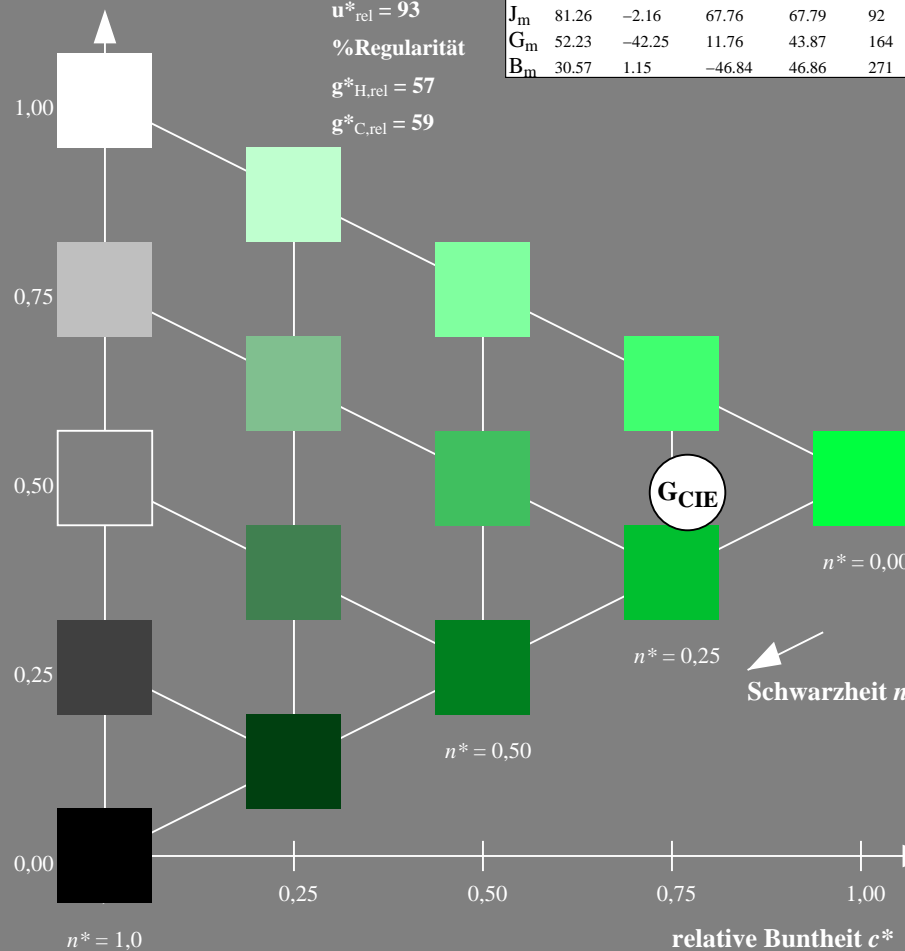 u*rel = 93
%Regularität
g*H,rel = 57
g*C,rel = 59
Jm 81.26 −2.16 67.76 67.79 92
Gm 52.23 −42.25 11.76 43.87 164
Bm 30.57 1.15 −46.84 46.86 271
1,00
0,75
0,50
GCIE
n* = 0,00
n* = 0,25
0,25
Schwarzheit n
n* = 0,50
0,00
0,25 0,50 0,75 1,00
n* = 1,0
relative Buntheit c*